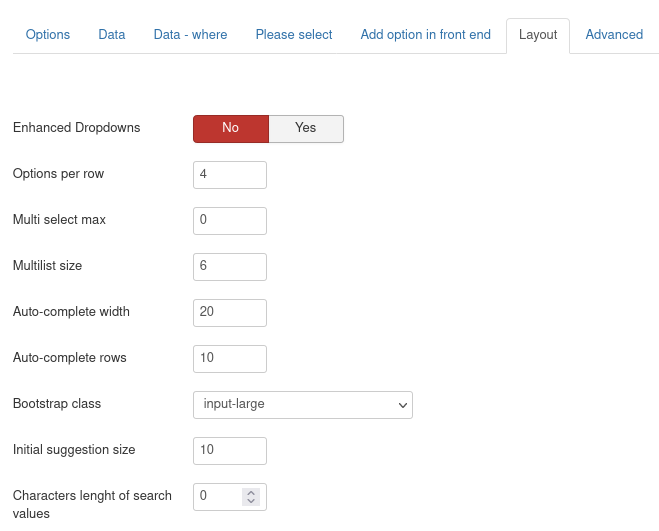 Options Data Data - where Please select Add option in front end Layout Advanced
Enhanced Dropdowns No Yes
Options per row 4
Multi select max 0
Multilist size 6
Auto-complete width 20
Auto-complete rows 10
Bootstrap class input-large
Initial suggestion size 10
Characters lenght of search 0
values